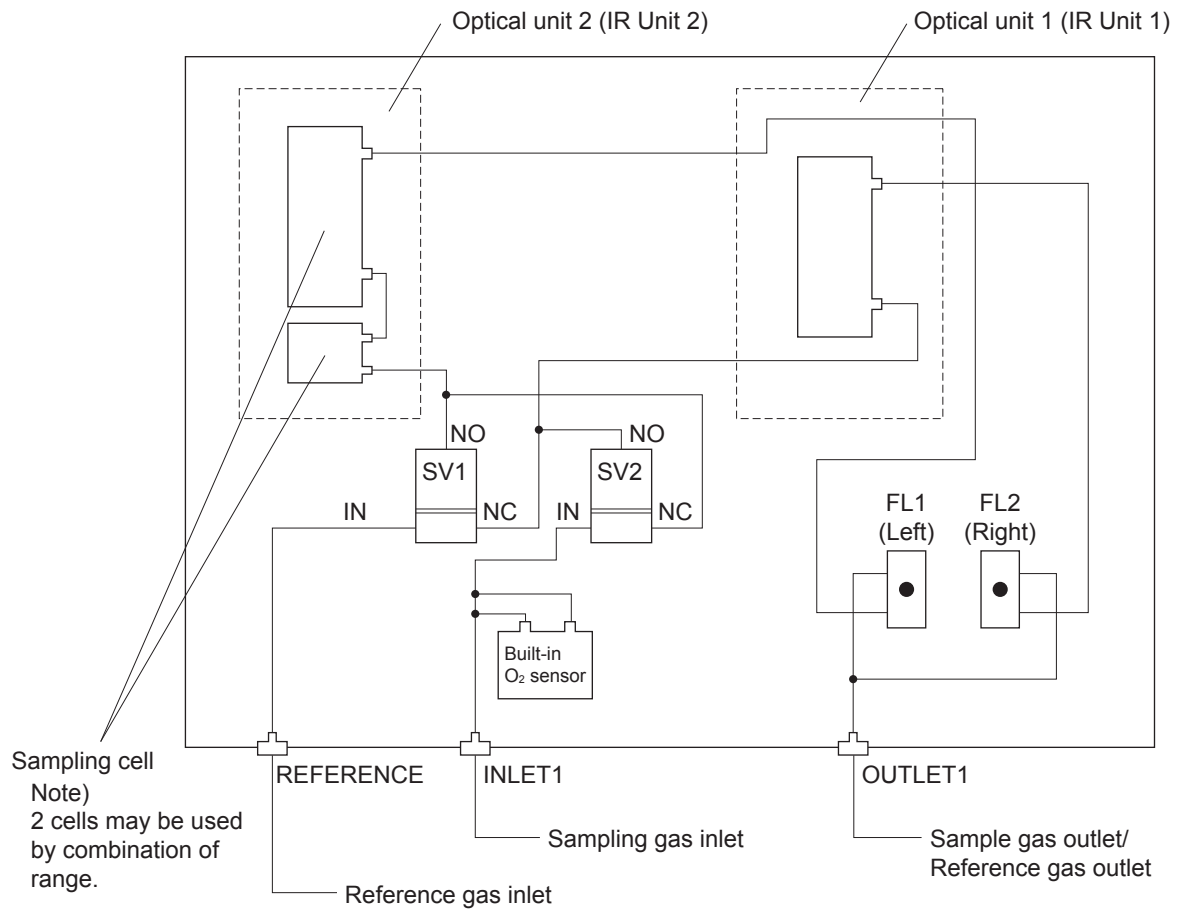 Optical unit 2 (IR Unit 2)
Optical unit 1 (IR Unit 1)
NO
NO
SV1
SV2
IN
NC
IN
NC
FL1
(Left)
FL2
(Right)
Built-in
O₂ sensor
Sampling cell
Note)
2 cells may be used
by combination of
range.
REFERENCE
INLET1
OUTLET1
Sampling gas inlet
Sample gas outlet/
Reference gas outlet
Reference gas inlet